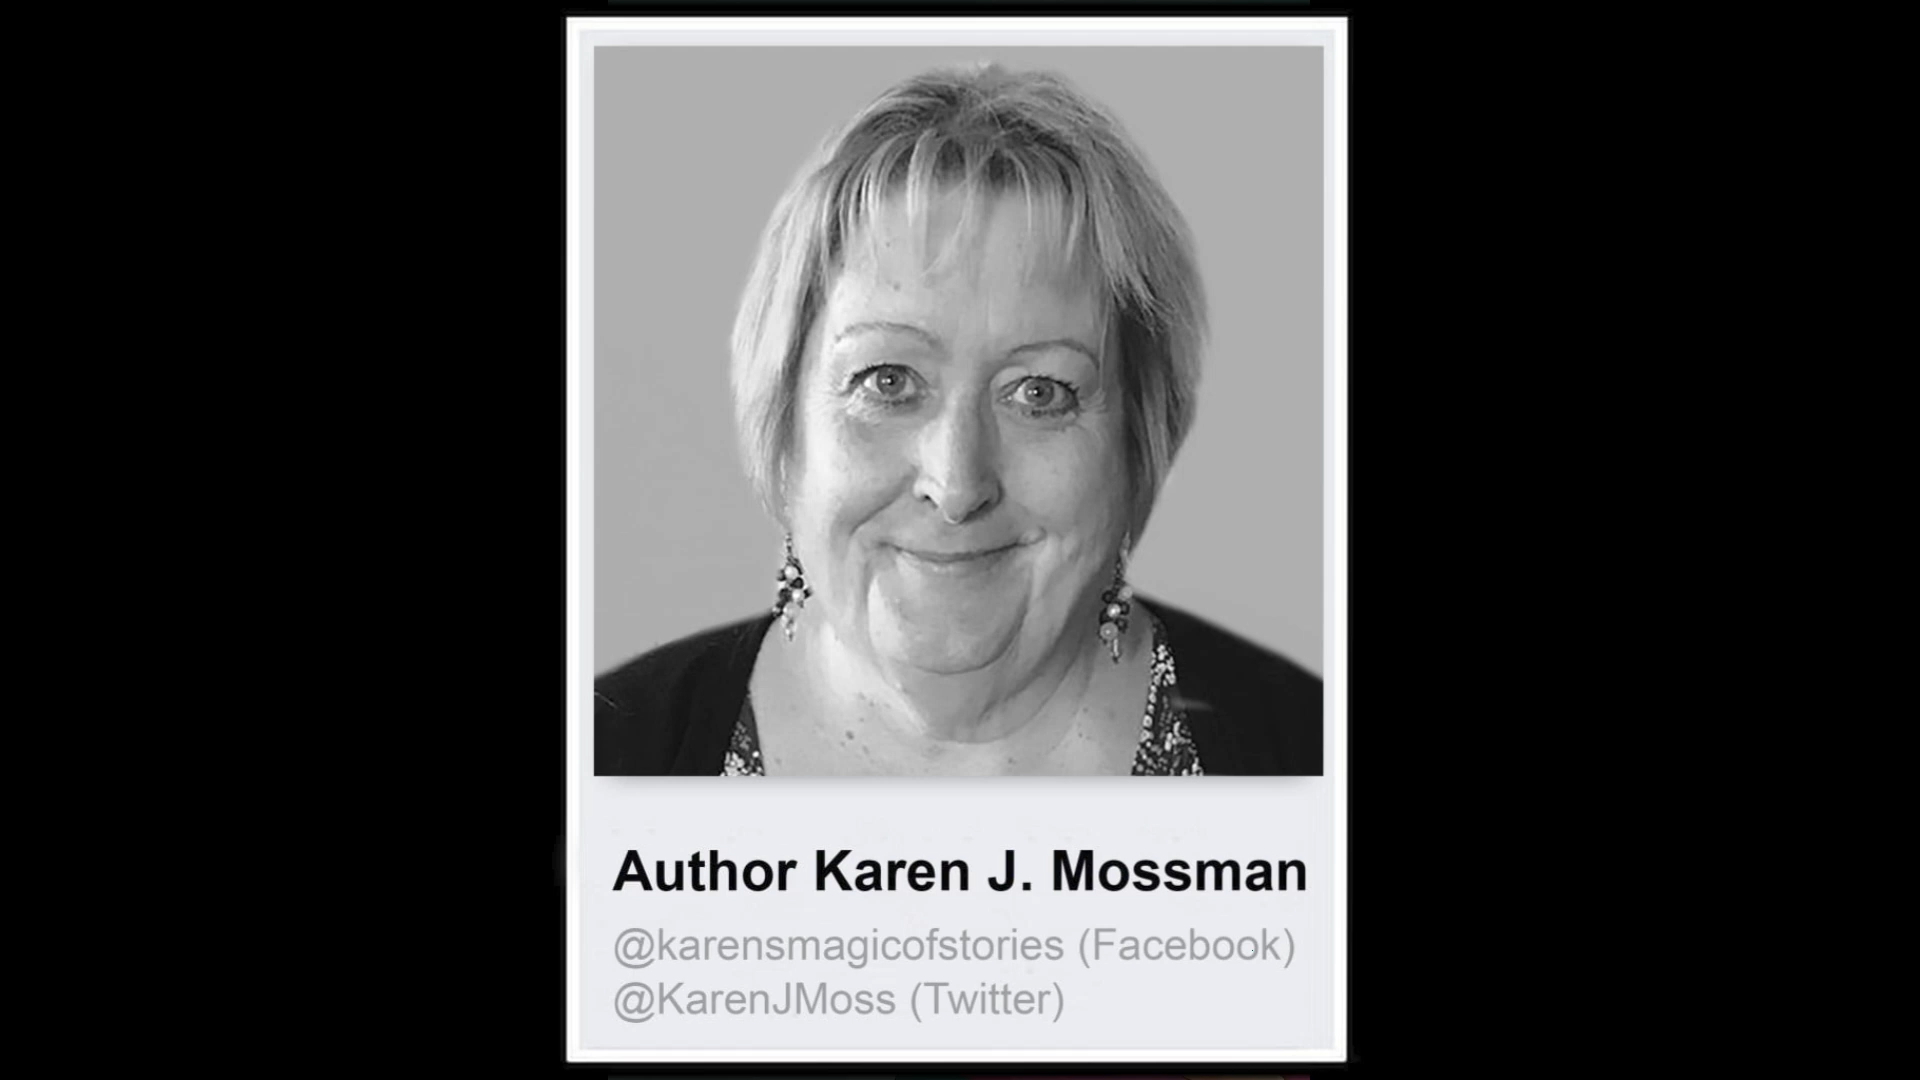 Author Karen J. Mossman
@karensmagicofstories (Facebook)
@KarenJMoss (Twitter)